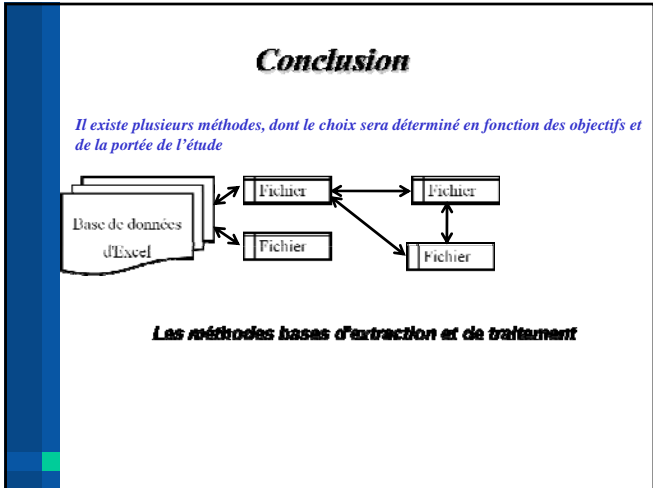 Conclusion
Il existe plusieurs méthodes, dont le choix sera déterminé en fonction des objectifs et
de la portée de l'étude
Fichier
Fichier
Base de données
d'Excel
Fichier
Fichier
Les méthodes bases d'extraction et de traitement